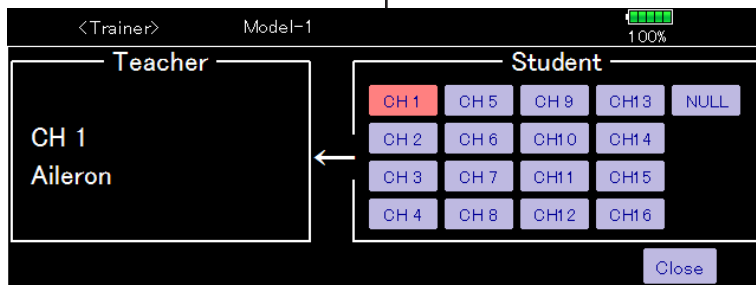 <Trainer> Model-1 100%
Teacher
CH 1
Aileron
Student
CH 1 CH 5 CH 9 CH13 NULL
CH 2 CH 6 CH10 CH14
CH 3 CH 7 CH11 CH15
CH 4 CH 8 CH12 CH16
Close